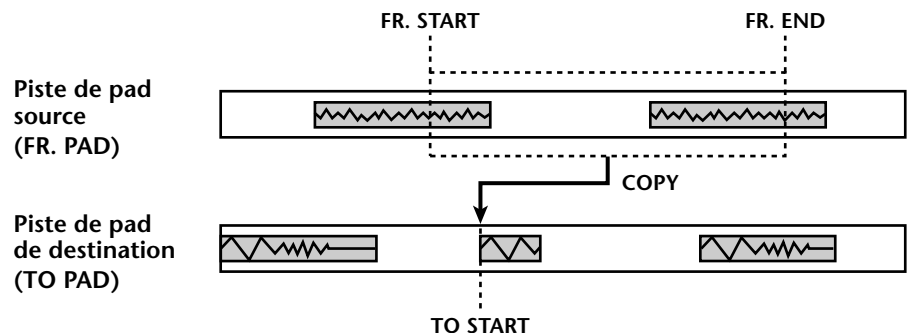 FR. START
FR. END
Piste de pad
source
(FR. PAD)
COPY
Piste de pad
de destination
(TO PAD)
TO START